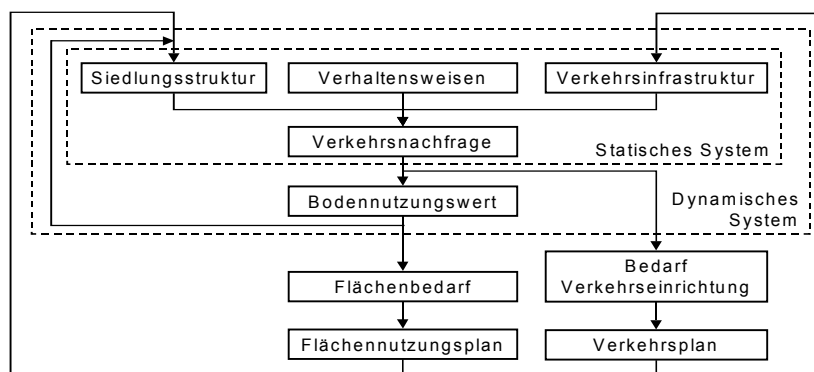 Siedlungsstruktur
Verhaltensweisen
Verkehrsinfrastruktur
Verkehrsnachfrage
Statisches System
Bodennutzungswert
Dynamisches
System
Flächenbedarf
Bedarf
Verkehrseinrichtung
Flächennutzungsplan
Verkehrsplan